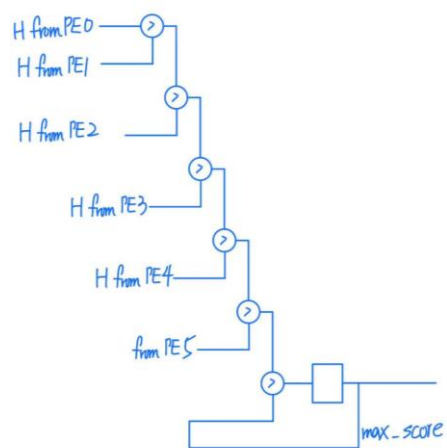 H from PE0
>
H from PE1
>
H from PE2
>
H from PE3
>
H from PE4
>
from PE5
>
max_score